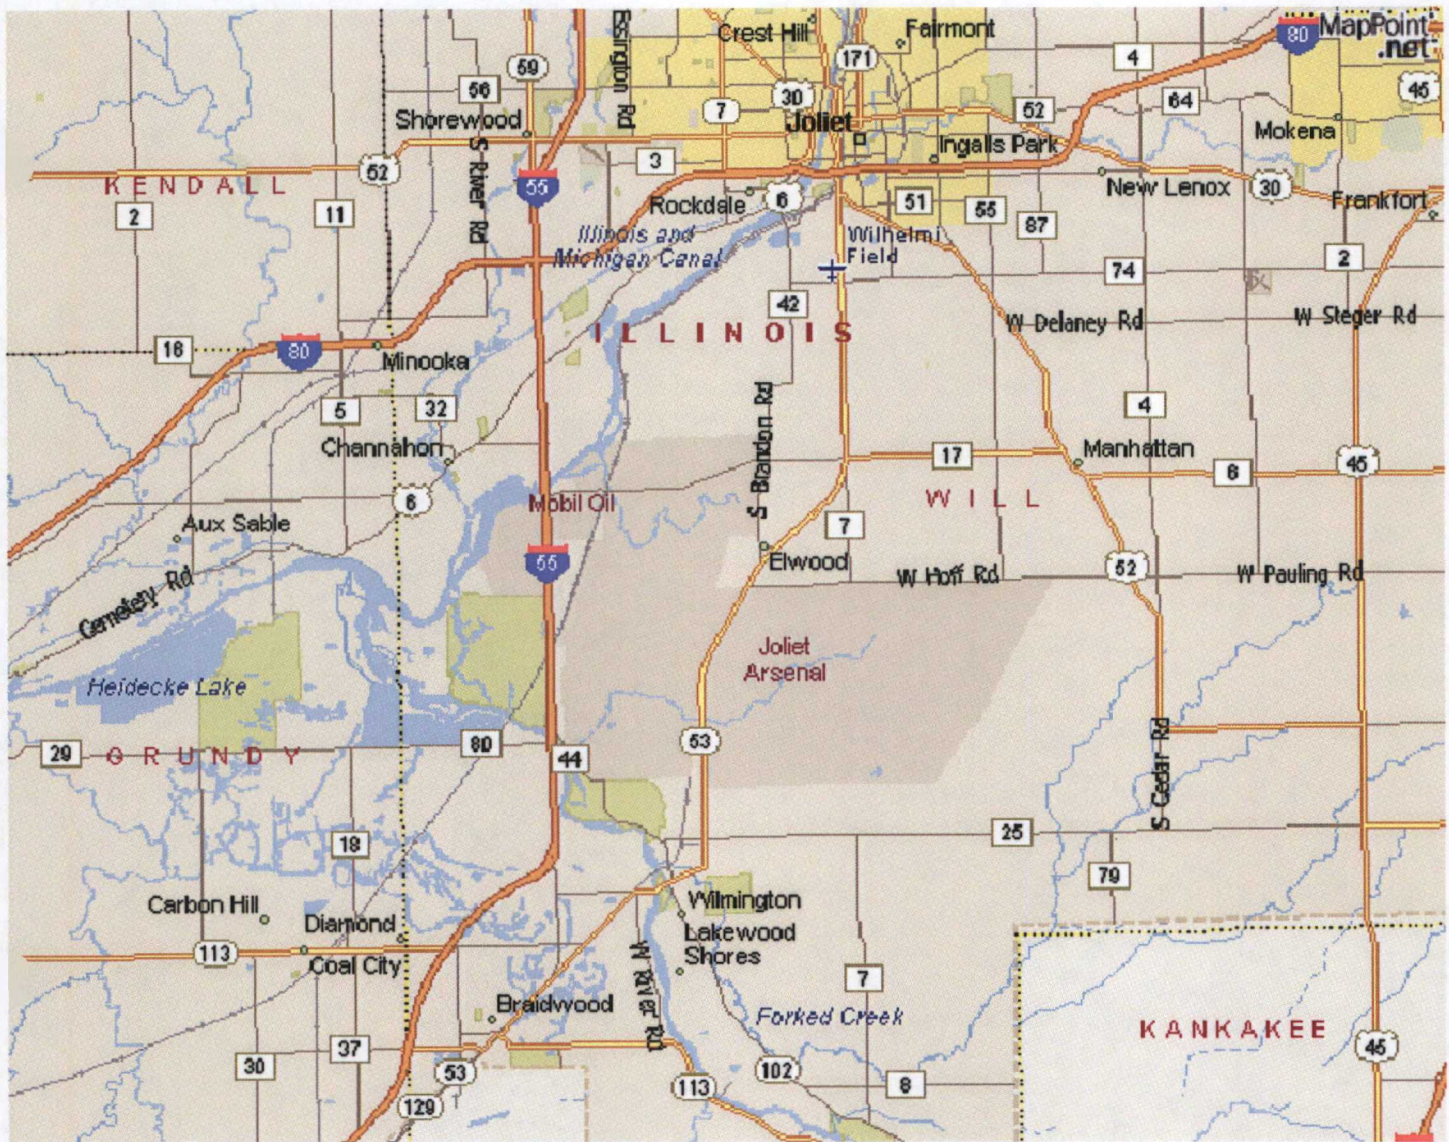 Crest Hill
Fairmont
80
MapPoint
.net
Essington Rd
59
171
4
56
30
45
7
52
64
Shorewood
Joliet
Mokena
S River Rd
3
Ingalls Park
52
55
New Lenox
KENDALL
Rockdale
6
51
55
30
Frankfort
2
11
87
Illinois and
Michigan Canal
Wilhelmi
Field
2
74
42
ILLINOIS
W Delaney Rd
W Steger Rd
16
80
Minooka
5
32
S Brandon Rd
4
Channahon
17
Manhattan
45
6
6
Mobil Oil
WILL
Aux Sable
7
55
Elwood
52
Cemetery Rd
W Hoff Rd
W Pauling Rd
Joliet
Arsenal
Heidecke Lake
29
GRUNDY
80
44
53
S Cedar Rd
18
25
79
Carbon Hill
Wilmington
Diamond
Lakewood
Shores
113
Coal City
W River Rd
7
Braidwood
Forked Creek
KANKAKEE
30
37
53
102
45
129
113
8